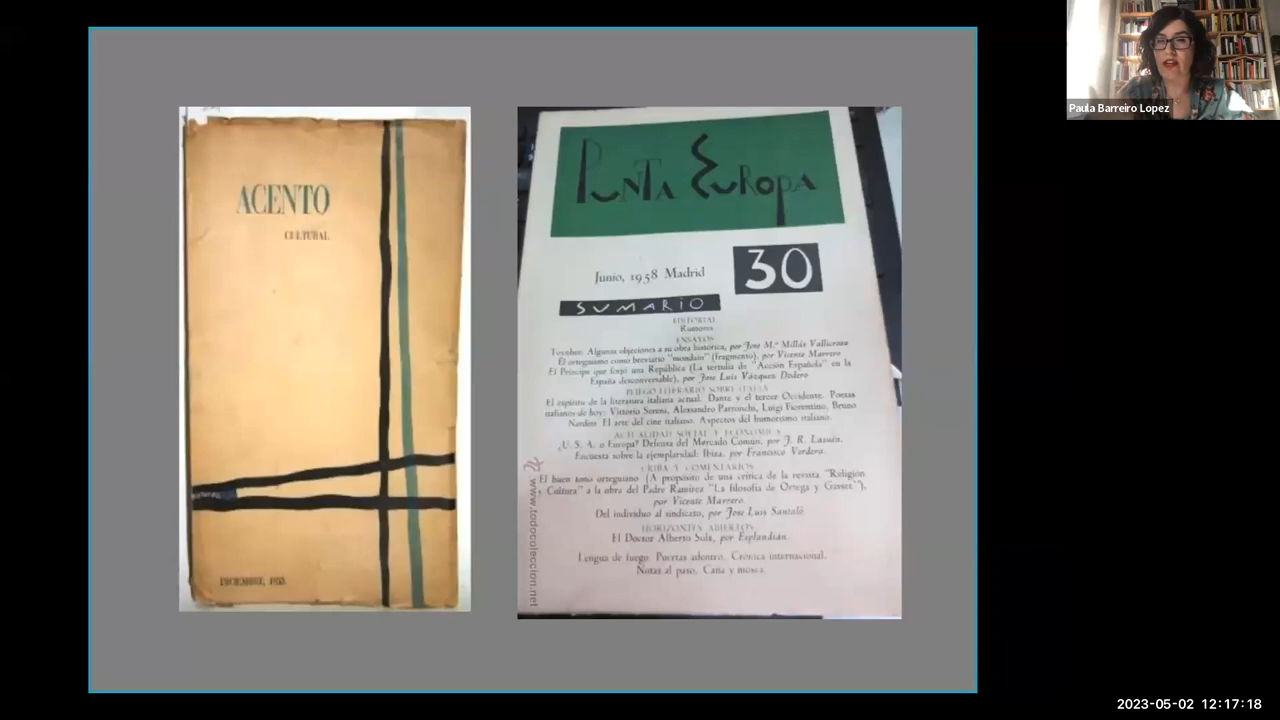 ACENTO
CULTURAL
DICIEMBRE, 1958.
PUNTA EUROPA
Junio, 1958 Madrid
30
SUMARIO
EDITORIAL
Rumores
ENSAYOS
Toynbee: Algunas objeciones a su obra histórica, por José M.ª Millás Vallicrosa
El orteguismo como breviario "mondain" (fragmento), por Vicente Marrero
El Príncipe que forjó una República (La tertulia de "Acción Española" en la
España desconversable), por José Luis Vázquez Dodero
PLIEGO LITERARIO SOBRE ITALIA
El espíritu de la literatura italiana actual. Dante y el tercer Occidente. Poetas
italianos de hoy: Vittorio Sereni, Alessandro Parronchi, Luigi Fiorentino, Bruno
Nardini. El arte del cine italiano. Aspectos del humorismo italiano.
ACTUALIDAD SOCIAL Y ECONOMICA
¿U. S. A. o Europa? Defensa del Mercado Común, por J. R. Lasuén.
Encuesta sobre la ejemplaridad: Ibiza, por Francisco Verdera.
CRIBA Y COMENTARIOS
El buen tono orteguiano (A propósito de una crítica de la revista "Religión
y Cultura" a la obra del Padre Ramírez "La filosofía de Ortega y Gasset"),
por Vicente Marrero.
Del individuo al sindicato, por José Luis Santaló
HORIZONTES ABIERTOS
El Doctor Alberto Sols, por Esplandián.
Lengua de fuego. Puertas adentro. Crónica internacional.
Notas al paso. Caña y mosca.
www.todocoleccion.net
Paula Barreiro Lopez
2023-05-02 12:17:18